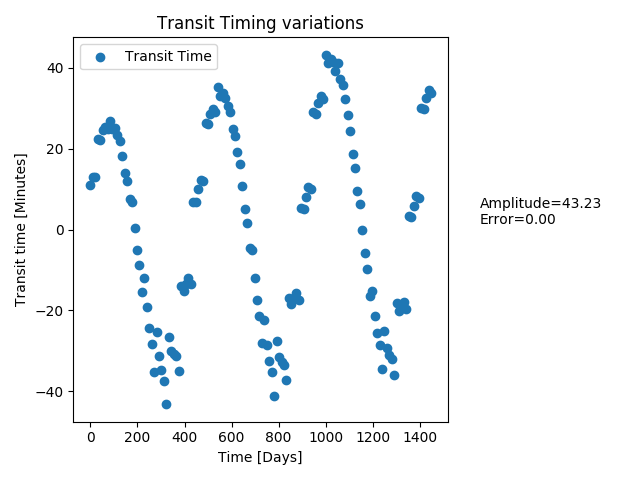 Transit Timing variations
Transit Time
Transit time [Minutes]
40
20
0
−20
−40
0 200 400 600 800 1000 1200 1400
Time [Days]
Amplitude=43.23
Error=0.00